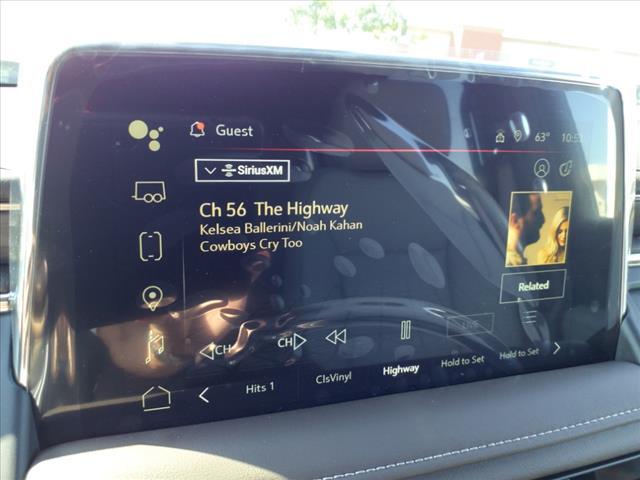 Guest
63°
SiriusXM
Ch 56 The Highway
Kelsea Ballerini/Noah Kahan
Cowboys Cry Too
Related
CH
CH
Hits 1
ClsVinyl
Highway
Hold to Set
Hold to Set